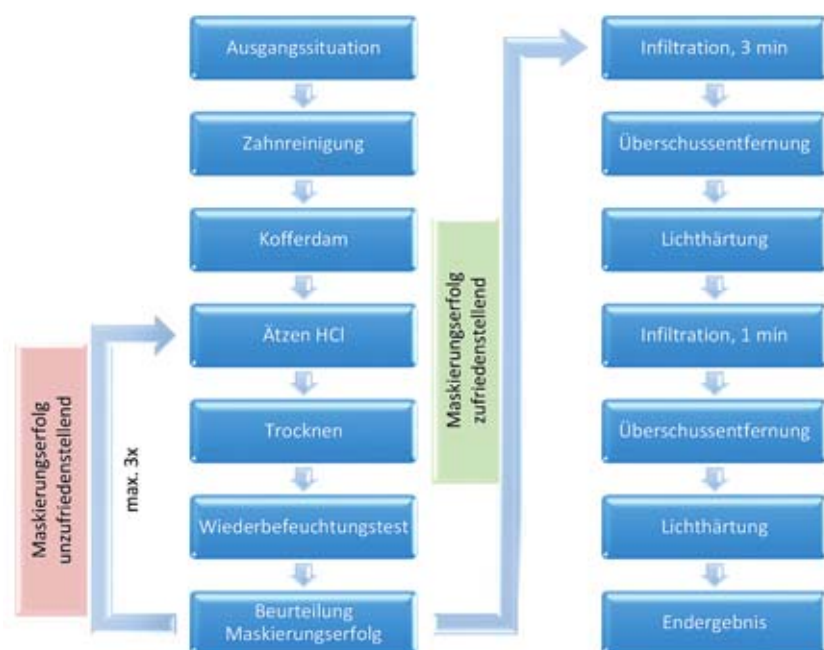 Ausgangssituation
Zahnreinigung
Kofferdam
Ätzen HCl
Trocknen
Wiederbefeuchtungstest
Beurteilung
Maskierungserfolg
Maskierungserfolg
unzufriedenstellend
max. 3x
Maskierungserfolg
zufriedenstellend
Infiltration, 3 min
Überschussentfernung
Lichthärtung
Infiltration, 1 min
Überschussentfernung
Lichthärtung
Endergebnis